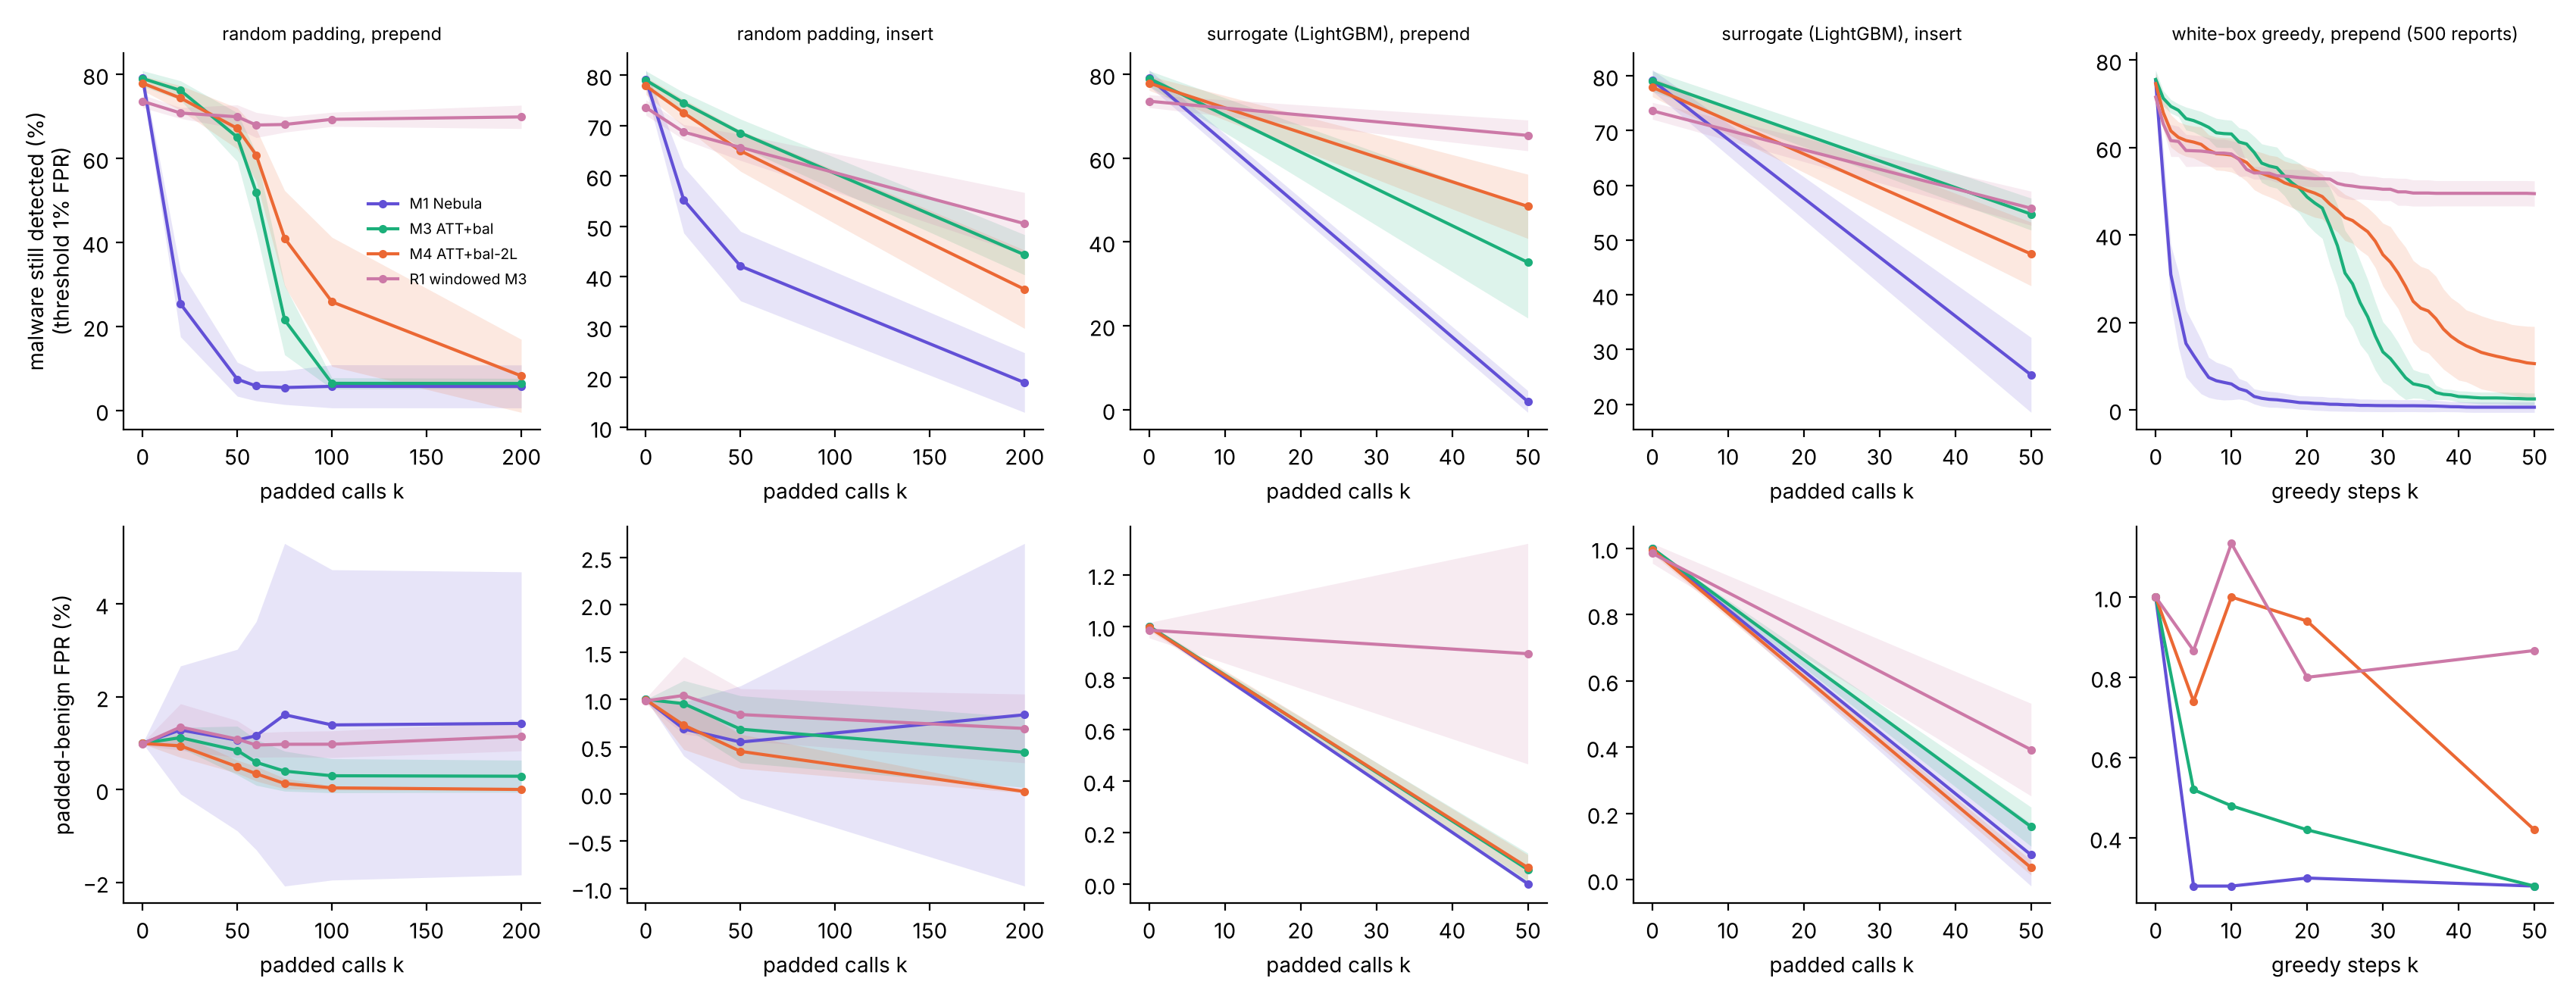 random padding, prepend
random padding, insert
surrogate (LightGBM), prepend
surrogate (LightGBM), insert
white-box greedy, prepend (500 reports)
malware still detected (%)
(threshold 1% FPR)
80
60
40
20
0
M1 Nebula
M3 ATT+bal
M4 ATT+bal-2L
R1 windowed M3
0 50 100 150 200
padded calls k
80
70
60
50
40
30
20
10
0 50 100 150 200
padded calls k
80
60
40
20
0
0 10 20 30 40 50
padded calls k
80
70
60
50
40
30
20
0 10 20 30 40 50
padded calls k
80
60
40
20
0
0 10 20 30 40 50
greedy steps k
padded-benign FPR (%)
4
2
0
−2
0 50 100 150 200
padded calls k
2.5
2.0
1.5
1.0
0.5
0.0
−0.5
−1.0
0 50 100 150 200
padded calls k
1.2
1.0
0.8
0.6
0.4
0.2
0.0
0 10 20 30 40 50
padded calls k
1.0
0.8
0.6
0.4
0.2
0.0
0 10 20 30 40 50
padded calls k
1.0
0.8
0.6
0.4
0 10 20 30 40 50
greedy steps k